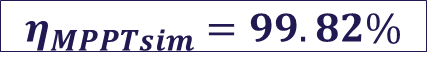 η_MPPTsim = 99.82%